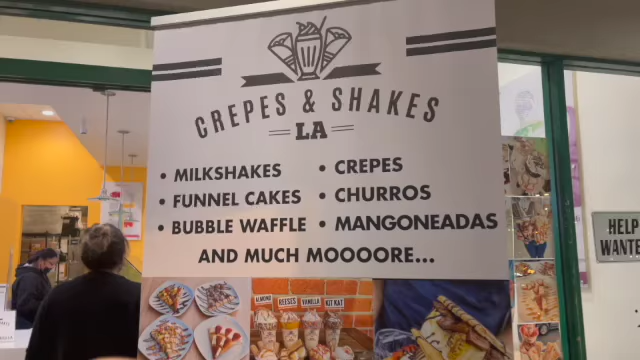 CREPES & SHAKES
LA
• MILKSHAKES
• FUNNEL CAKES
• BUBBLE WAFFLE
• CREPES
• CHURROS
• MANGONEADAS
AND MUCH MOOOORE...
ALMOND REESES VANILLA KIT KAT
HELP
WANTE